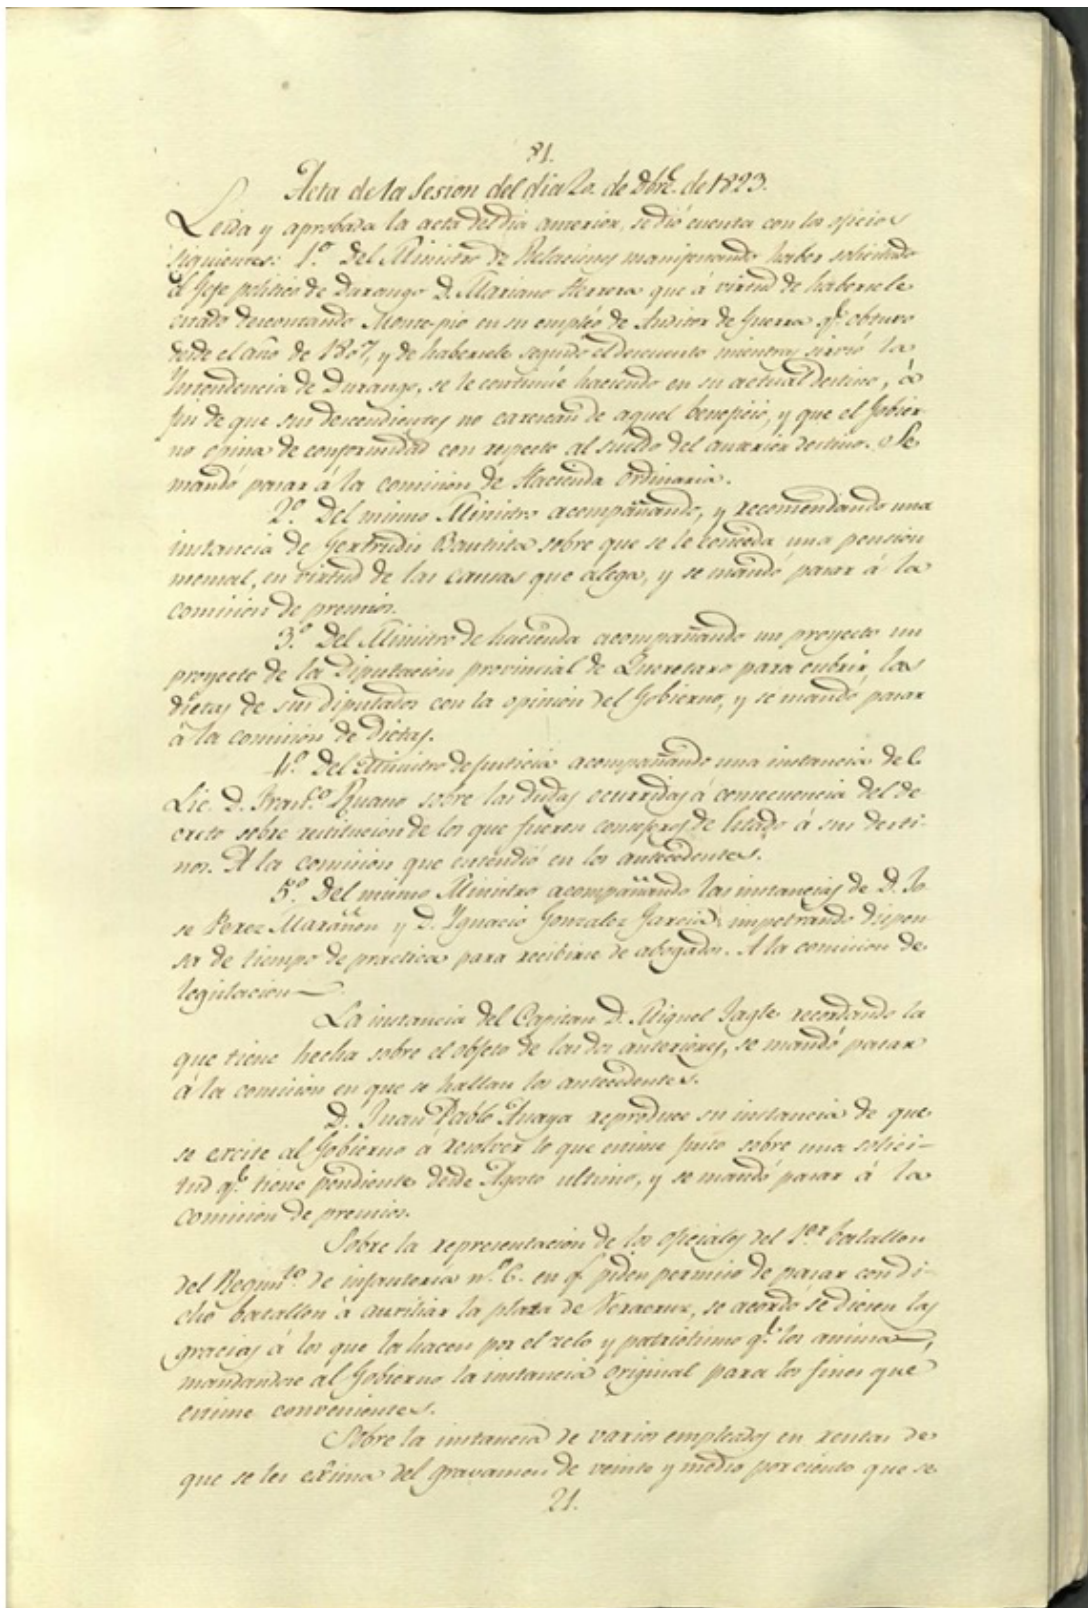 81.
Acta de la Sesion del dia 20. de 8bre. de 1823.
Leida y aprobada la acta del dia anterior, se dió cuenta con los oficios
siguientes: 1º. Del Ministro de Relaciones manifestando haber solicitado
el Gefe politico de Durango D. Mariano Herrera que á virtud de habersele
estado descontando Monte-pio en su empléo de Auditor de Guerra qe. obtuvo
desde el año de 1807, y de habersele seguido el descuento mientras sirvió la
Yntendencia de Durango, se le continúe haciendo en su actual destino, á
fin de que sus descendientes no carezcan de aquel beneficio, y que el Gobier-
no opina de conformidad con respecto al sueldo del anterior destino. Se
mandó pasar á la comision de Hacienda ordinaria.
2º. Del mismo Ministro acompañando, y recomendando una
instancia de Gertrudis Bautista sobre que se le conceda una pension
mensal, en virtud de las causas que alega, y se mandó pasar á la
comision de premios.
3º. Del Ministro de hacienda acompañando un proyecto un
proyecto de la Diputacion provincial de Queretaro para cubrir las
dietas de sus diputados con la opinion del Gobierno, y se mandó pasar
á la comision de Dietas.
4º. Del Ministro de Justicia acompañando una instancia del
Lic. D. Franco. sobre las dudas ocurridas á consecuencia del de-
creto sobre restitucion de los que fueron consejeros de Estado á sus desti-
nos. A la comision que entendió en los antecedentes.
5º. Del mismo Ministro acompañando las instancias de D. Jo-
se Perez Marañon y D. Ygnacio Gonzalez Garcia impetrando dispen-
sa de tiempo de práctica para recibirse de abogados. A la comision de
legislacion—
La instancia del Capitan D. Miguel Tagle recordando la
que tiene hecha sobre el objeto de las dos anteriores, se mandó pasar
á la comision en que se hallan los antecedentes.
D. Juan Pablo Anaya reproduce su instancia de que
se excite al Gobierno á resolver lo que estime justo sobre una solici-
tud qe. tiene pendiente desde Agosto ultimo, y se mandó pasar á la
Comision de premios.
Sobre la representacion de los oficiales del 1er. batallon
del Regimto. de infanteria nº. 6. en q piden permiso de pasar con di-
cho batallon á auxiliar la plaza de Veracruz, se acordó se diesen las
gracias á los que la hacen por el zelo y patriotismo qe. los anima,
mandandose al Gobierno la instancia original para los fines que
estime convenientes.
Sobre la instancia de varios empleados en rentas de
que se les exima del gravamen de veinte y medio por ciento que se
21.